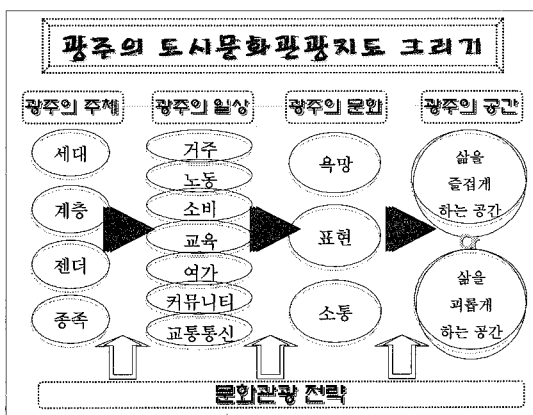 광주의 도시문화관광지도 크리기
광주의 주체
광주의 일상
광주의 문화
광주의 공간
세대
계층
젠더
종족
거주
노동
소비
교육
여가
커뮤니티
교통통신
욕망
표현
소통
삶을
즐겁게
하는 공간
삶을
괴롭게
하는 공간
문화관광 전략